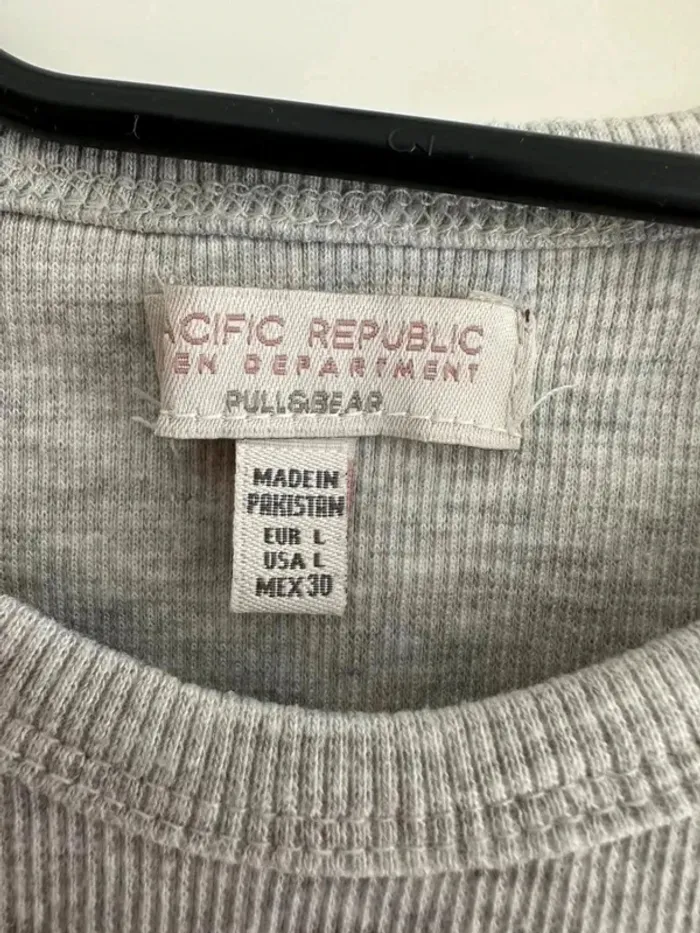 ACIFIC REPUBLIC
EN DEPARTMENT
PULL&BEAR
MADE IN
PAKISTAN
EUR L
USA L
MEX 30